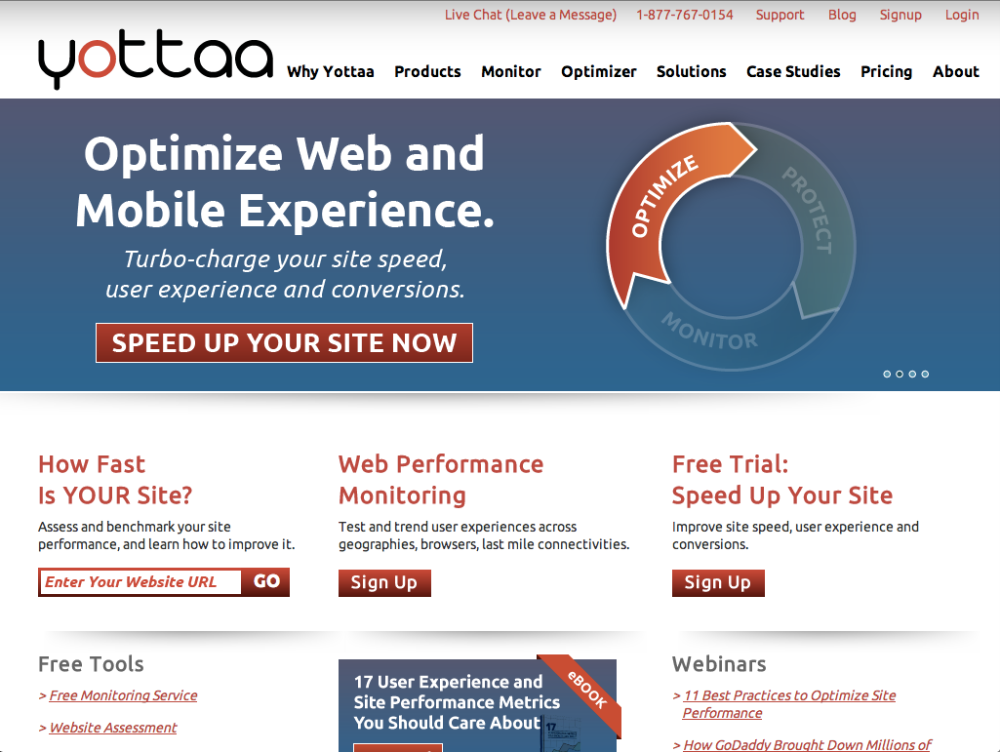 Live Chat (Leave a Message) 1-877-767-0154 Support Blog Signup Login
yottaa
Why Yottaa Products Monitor Optimizer Solutions Case Studies Pricing About
Optimize Web and
Mobile Experience.
Turbo-charge your site speed,
user experience and conversions.
SPEED UP YOUR SITE NOW
OPTIMIZE
PROTECT
MONITOR
How Fast
Is YOUR Site?
Assess and benchmark your site
performance, and learn how to improve it.
Enter Your Website URL GO
Web Performance
Monitoring
Test and trend user experiences across
geographies, browsers, last mile connectivities.
Sign Up
Free Trial:
Speed Up Your Site
Improve site speed, user experience and
conversions.
Sign Up
Free Tools
> Free Monitoring Service
> Website Assessment
17 User Experience and
Site Performance Metrics
You Should Care About
eBOOK
17
Webinars
> 11 Best Practices to Optimize Site
Performance
> How GoDaddy Brought Down Millions of